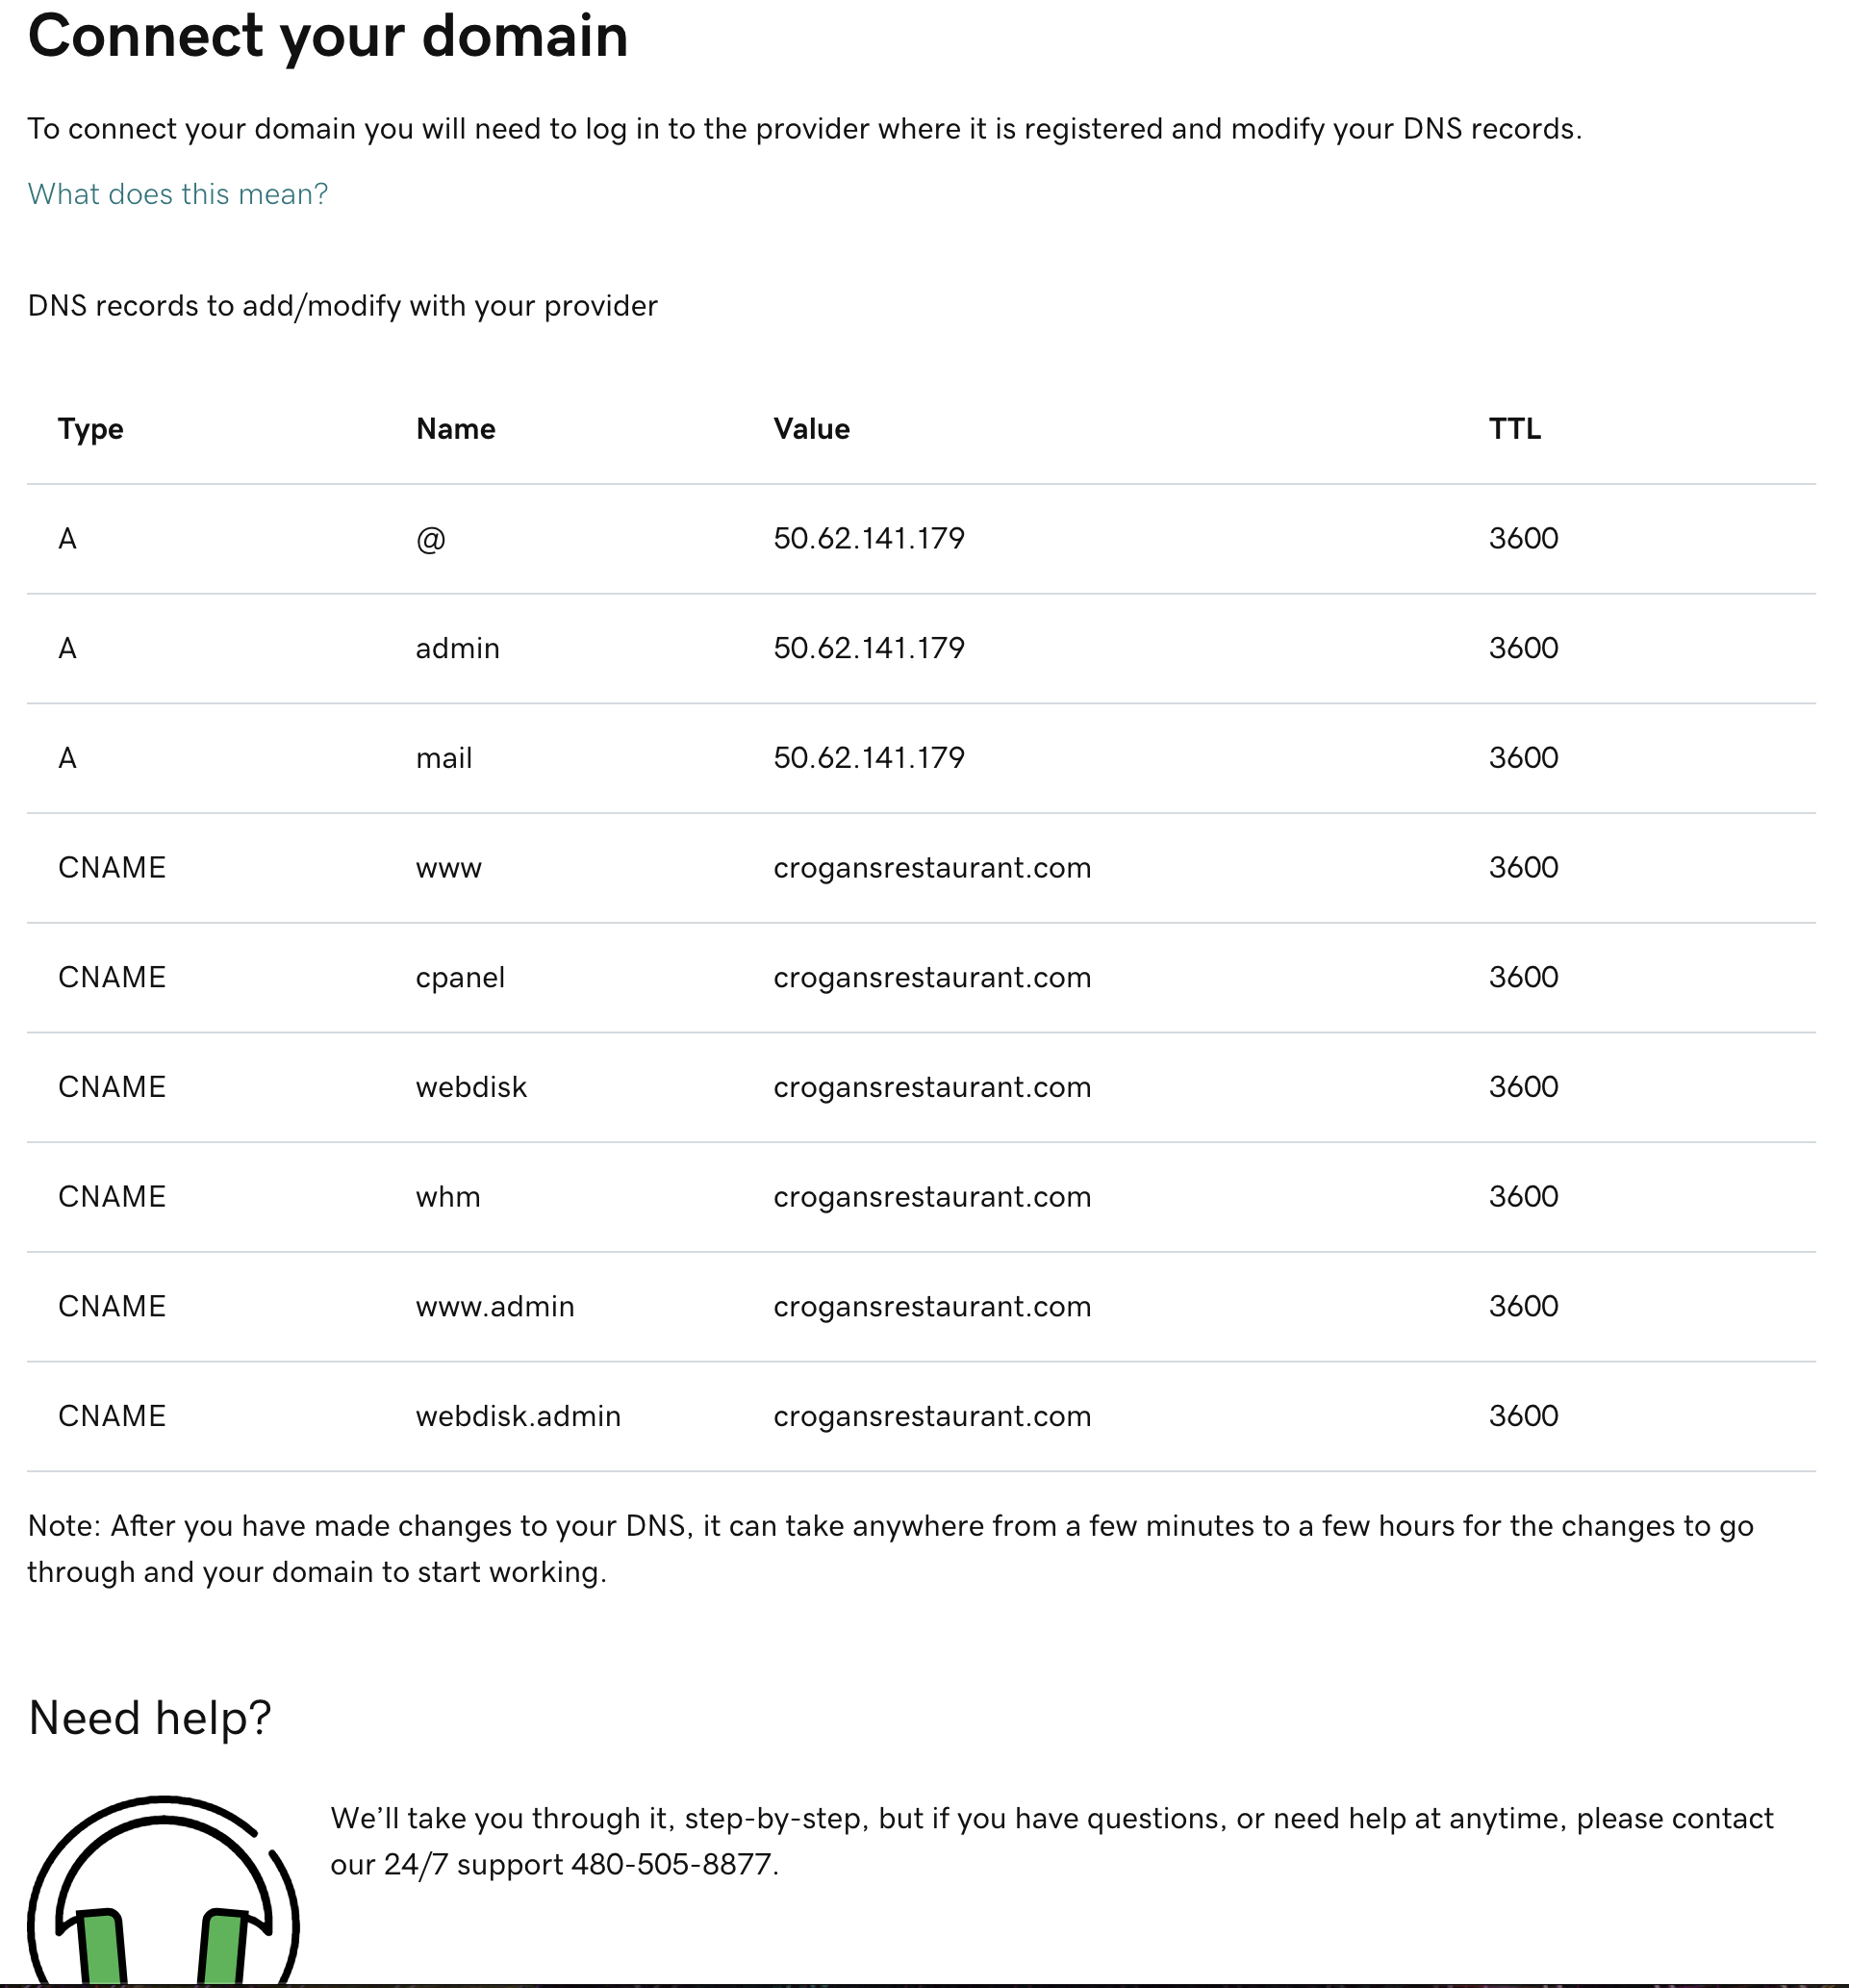 Connect your domain
To connect your domain you will need to log in to the provider where it is registered and modify your DNS records.
What does this mean?
DNS records to add/modify with your provider
Type Name Value TTL
A @ 50.62.141.179 3600
A admin 50.62.141.179 3600
A mail 50.62.141.179 3600
CNAME www crogansrestaurant.com 3600
CNAME cpanel crogansrestaurant.com 3600
CNAME webdisk crogansrestaurant.com 3600
CNAME whm crogansrestaurant.com 3600
CNAME www.admin crogansrestaurant.com 3600
CNAME webdisk.admin crogansrestaurant.com 3600
Note: After you have made changes to your DNS, it can take anywhere from a few minutes to a few hours for the changes to go
through and your domain to start working.
Need help?
We’ll take you through it, step-by-step, but if you have questions, or need help at anytime, please contact
our 24/7 support 480-505-8877.